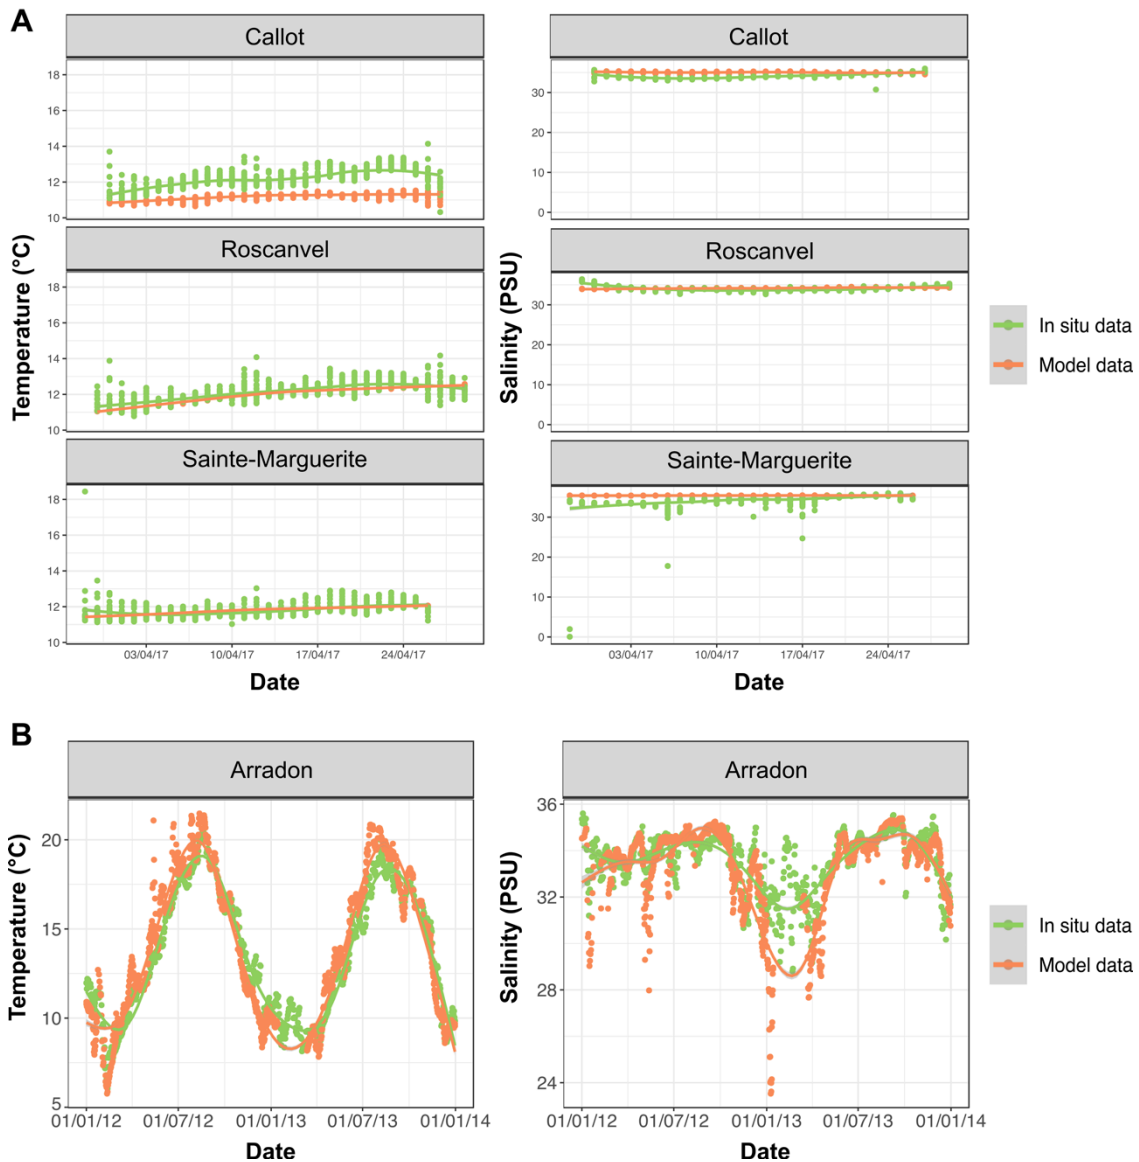 A
Callot
Callot
18
16
14
12
10
30
20
10
0
Roscanvel
Roscanvel
18
16
14
12
10
30
20
10
0
Temperature (°C)
Salinity (PSU)
In situ data
Model data
Sainte-Marguerite
Sainte-Marguerite
18
16
14
12
10
30
20
10
0
03/04/17 10/04/17 17/04/17 24/04/17
03/04/17 10/04/17 17/04/17 24/04/17
Date
Date
B
Arradon
Arradon
20
15
10
5
36
32
28
24
Temperature (°C)
Salinity (PSU)
In situ data
Model data
01/01/12 01/07/12 01/01/13 01/07/13 01/01/14
01/01/12 01/07/12 01/01/13 01/07/13 01/01/14
Date
Date